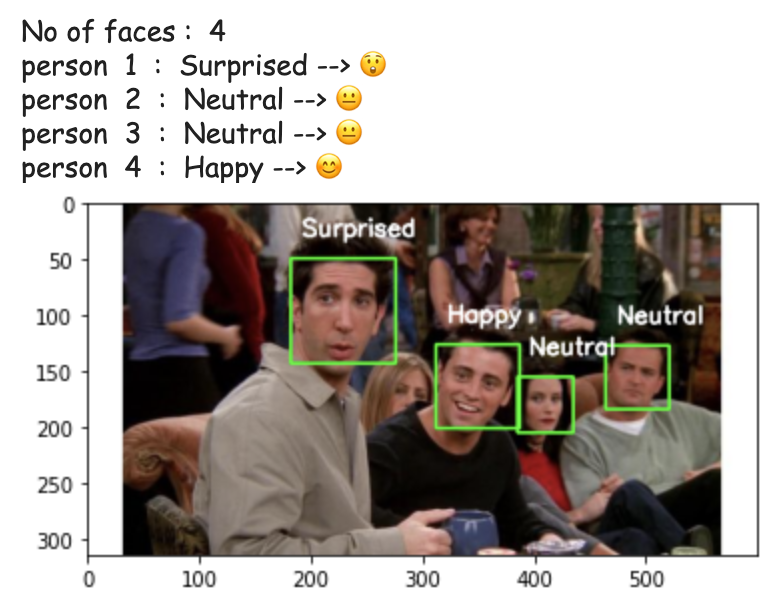 No of faces : 4
person 1 : Surprised --> 😲
person 2 : Neutral --> 😐
person 3 : Neutral --> 😐
person 4 : Happy --> 😊
0
Surprised
50
100
Happy
Neutral
Neutral
150
200
250
300
0 100 200 300 400 500